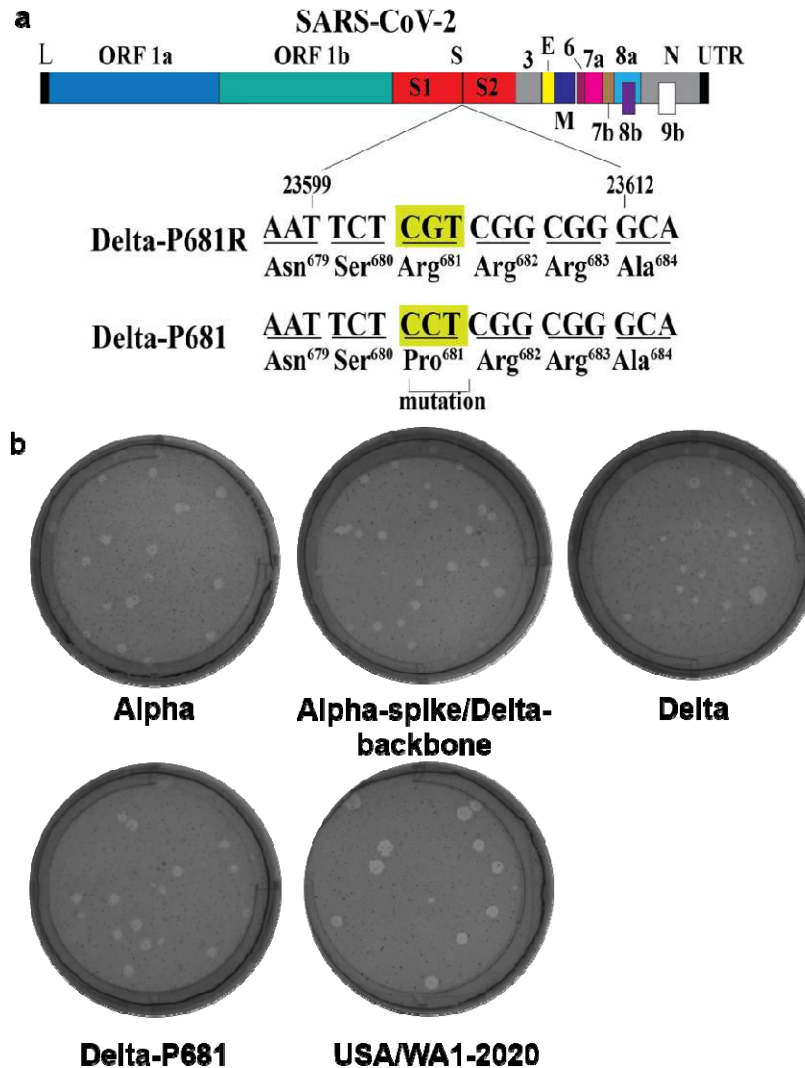 a
SARS-CoV-2
L ORF 1a ORF 1b S 3 E 6 7a 8a N UTR
S1 S2
M 7b 8b 9b
23599 23612
Delta-P681R AAT TCT CGT CGG CGG GCA
Asn⁶⁷⁹ Ser⁶⁸⁰ Arg⁶⁸¹ Arg⁶⁸² Arg⁶⁸³ Ala⁶⁸⁴
Delta-P681 AAT TCT CCT CGG CGG GCA
Asn⁶⁷⁹ Ser⁶⁸⁰ Pro⁶⁸¹ Arg⁶⁸² Arg⁶⁸³ Ala⁶⁸⁴
mutation
b
Alpha Alpha-spike/Delta- Delta
backbone
Delta-P681 USA/WA1-2020